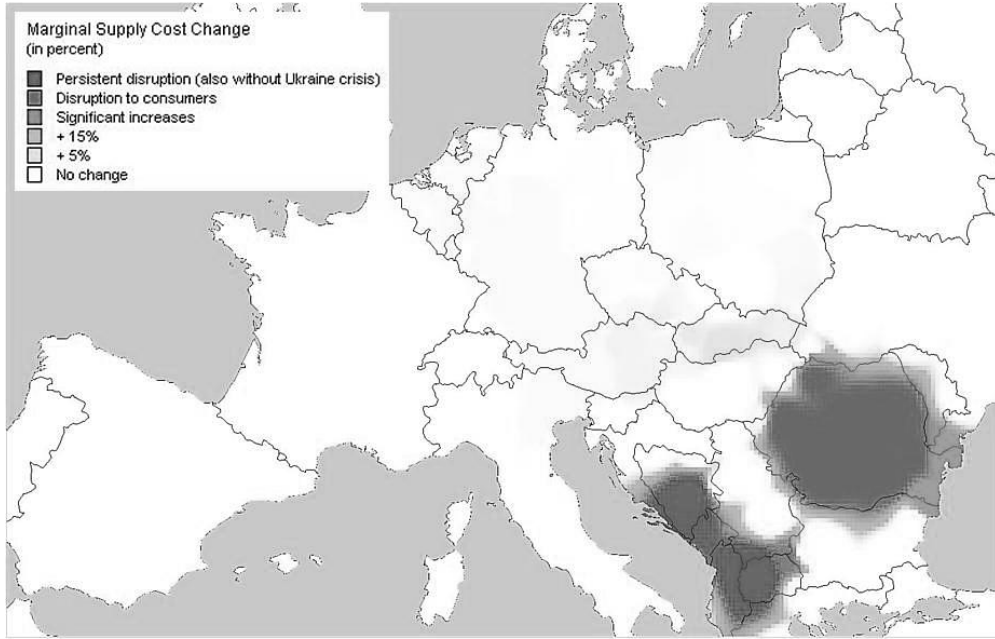 Marginal Supply Cost Change
(in percent)
Persistent disruption (also without Ukraine crisis)
Disruption to consumers
Significant increases
+ 15%
+ 5%
No change